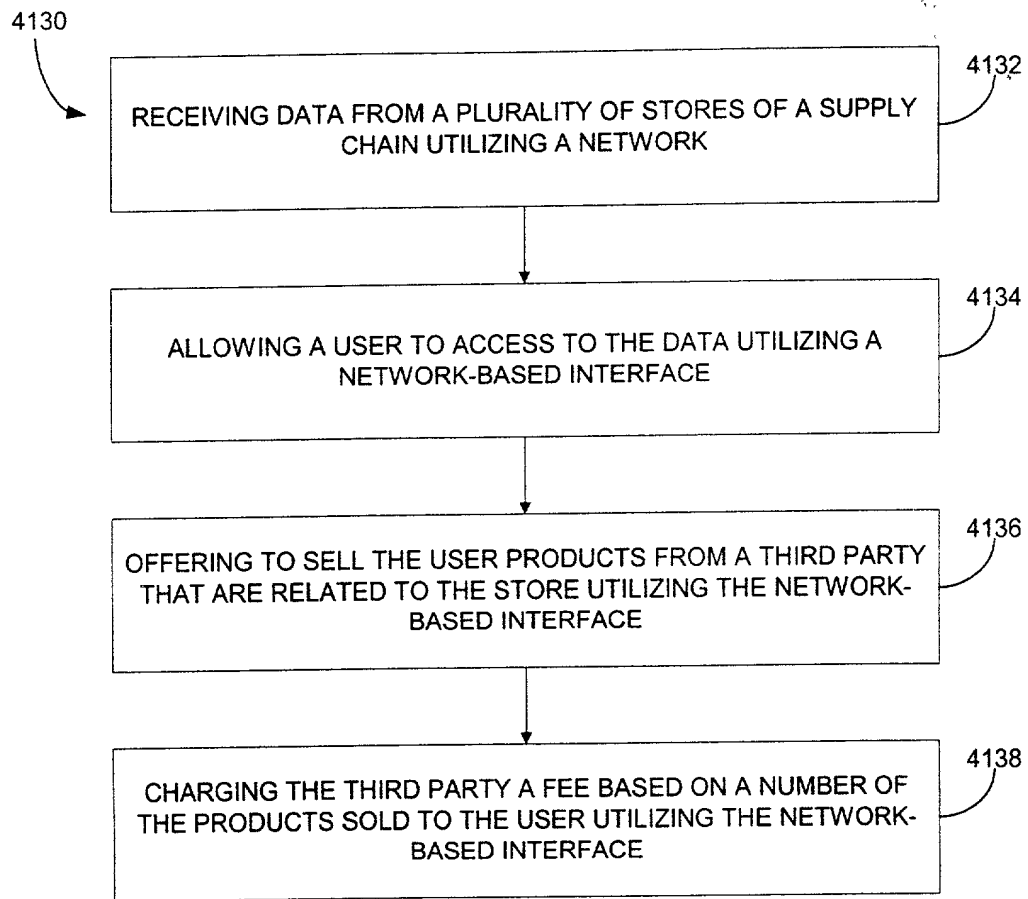 4130
4132
RECEIVING DATA FROM A PLURALITY OF STORES OF A SUPPLY
CHAIN UTILIZING A NETWORK
4134
ALLOWING A USER TO ACCESS TO THE DATA UTILIZING A
NETWORK-BASED INTERFACE
4136
OFFERING TO SELL THE USER PRODUCTS FROM A THIRD PARTY
THAT ARE RELATED TO THE STORE UTILIZING THE NETWORK-
BASED INTERFACE
4138
CHARGING THE THIRD PARTY A FEE BASED ON A NUMBER OF
THE PRODUCTS SOLD TO THE USER UTILIZING THE NETWORK-
BASED INTERFACE